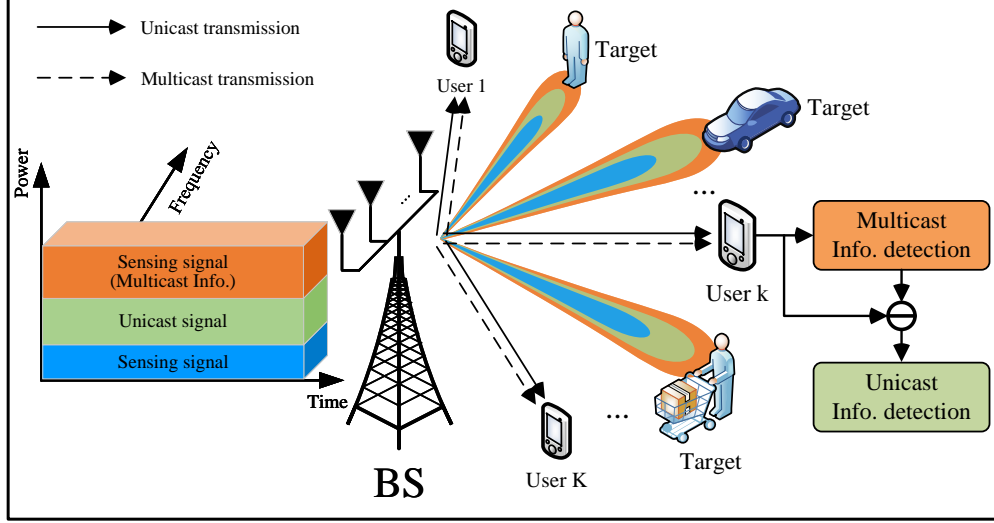 Unicast transmission
Multicast transmission
User 1
Target
Target
Power
Frequency
Sensing signal
(Multicast Info.)
Unicast signal
Sensing signal
Time
...
...
User k
Multicast
Info. detection
Unicast
Info. detection
BS
User K
...
Target